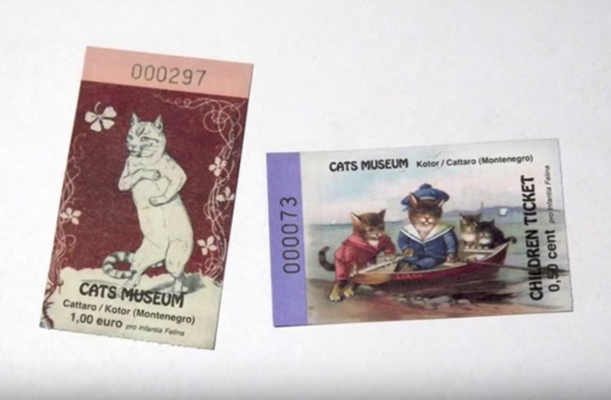 000297
CATS MUSEUM
Cattaro / Kotor (Montenegro)
1,00 euro pro Infantia Felina
000073
CATS MUSEUM Kotor / Cattaro (Montenegro)
CHILDREN TICKET
0,50 cent pro Infantia Felina